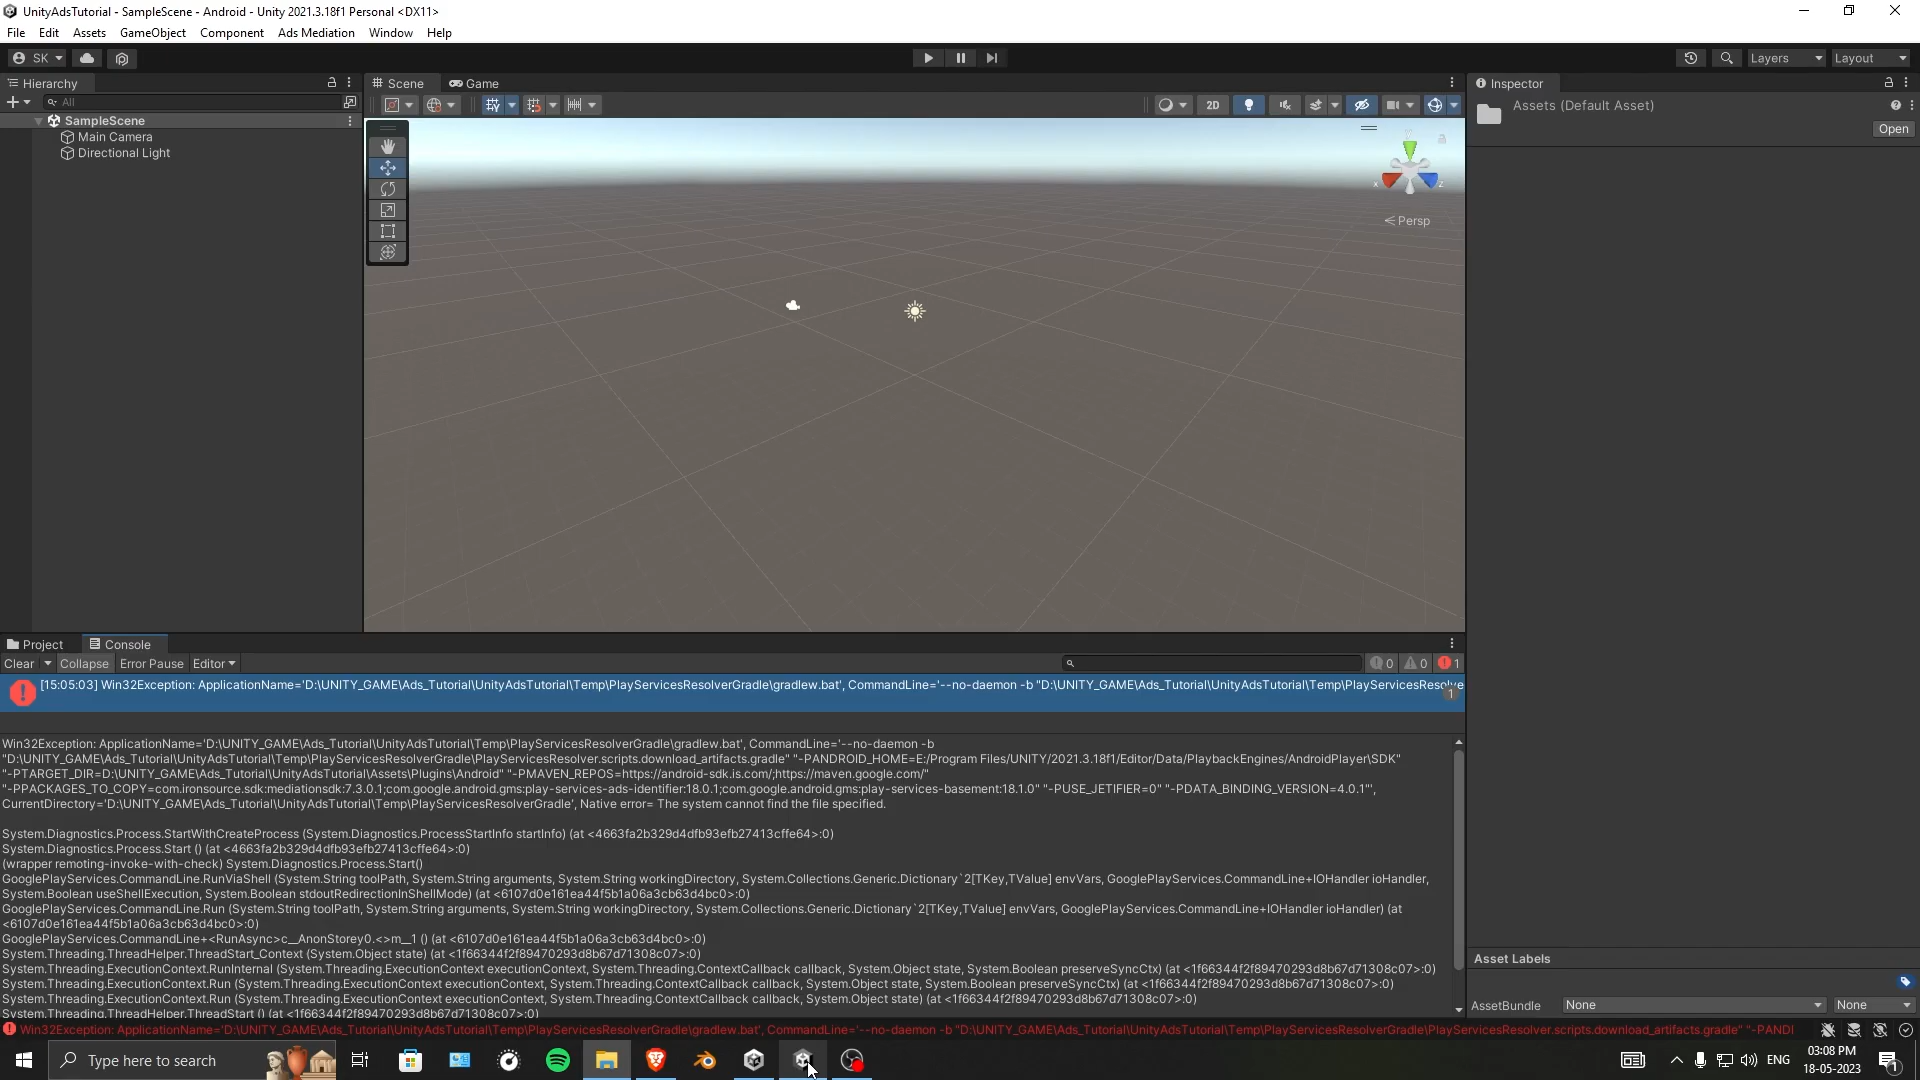 UnityAdsTutorial - SampleScene - Android - Unity 2021.3.18f1 Personal <DX11>
File Edit Assets GameObject Component Ads Mediation Window Help
SK
Layers
Layout
Hierarchy
All
SampleScene
Main Camera
Directional Light
Scene
Game
2D
y
x
z
Persp
Inspector
Assets (Default Asset)
Open
Project
Console
Clear Collapse Error Pause Editor
0
0
1
[15:05:03] Win32Exception: ApplicationName='D:\UNITY_GAME\Ads_Tutorial\UnityAdsTutorial\Temp\PlayServicesResolverGradle\gradlew.bat', CommandLine='--no-daemon -b "D:\UNITY_GAME\Ads_Tutorial\UnityAdsTutorial\Temp\PlayServicesResolve
1
Win32Exception: ApplicationName='D:\UNITY_GAME\Ads_Tutorial\UnityAdsTutorial\Temp\PlayServicesResolverGradle\gradlew.bat', CommandLine='--no-daemon -b
"D:\UNITY_GAME\Ads_Tutorial\UnityAdsTutorial\Temp\PlayServicesResolverGradle\PlayServicesResolver.scripts.download_artifacts.gradle" "-PANDROID_HOME=E:/Program Files/UNITY/2021.3.18f1/Editor/Data/PlaybackEngines/AndroidPlayer\SDK"
"-PTARGET_DIR=D:\UNITY_GAME\Ads_Tutorial\UnityAdsTutorial\Assets\Plugins\Android" "-PMAVEN_REPOS=https://android-sdk.is.com/;https://maven.google.com/"
"-PPACKAGES_TO_COPY=com.ironsource.sdk:mediationsdk:7.3.0.1;com.google.android.gms:play-services-ads-identifier:18.0.1;com.google.android.gms:play-services-basement:18.1.0" "-PUSE_JETIFIER=0" "-PDATA_BINDING_VERSION=4.0.1"',
CurrentDirectory='D:\UNITY_GAME\Ads_Tutorial\UnityAdsTutorial\Temp\PlayServicesResolverGradle', Native error= The system cannot find the file specified.
System.Diagnostics.Process.StartWithCreateProcess (System.Diagnostics.ProcessStartInfo startInfo) (at <4663fa2b329d4dfb93efb27413cffe64>:0)
System.Diagnostics.Process.Start () (at <4663fa2b329d4dfb93efb27413cffe64>:0)
(wrapper remoting-invoke-with-check) System.Diagnostics.Process.Start()
GooglePlayServices.CommandLine.RunViaShell (System.String toolPath, System.String arguments, System.String workingDirectory, System.Collections.Generic.Dictionary`2[TKey,TValue] envVars, GooglePlayServices.CommandLine+IOHandler ioHandler,
System.Boolean useShellExecution, System.Boolean stdoutRedirectionInShellMode) (at <6107d0e161ea44f5b1a06a3cb63d4bc0>:0)
GooglePlayServices.CommandLine.Run (System.String toolPath, System.String arguments, System.String workingDirectory, System.Collections.Generic.Dictionary`2[TKey,TValue] envVars, GooglePlayServices.CommandLine+IOHandler ioHandler) (at
<6107d0e161ea44f5b1a06a3cb63d4bc0>:0)
GooglePlayServices.CommandLine+<RunAsync>c__AnonStorey0.<>m__1 () (at <6107d0e161ea44f5b1a06a3cb63d4bc0>:0)
System.Threading.ThreadHelper.ThreadStart_Context (System.Object state) (at <1f66344f2f89470293d8b67d71308c07>:0)
System.Threading.ExecutionContext.RunInternal (System.Threading.ExecutionContext executionContext, System.Threading.ContextCallback callback, System.Object state, System.Boolean preserveSyncCtx) (at <1f66344f2f89470293d8b67d71308c07>:0)
System.Threading.ExecutionContext.Run (System.Threading.ExecutionContext executionContext, System.Threading.ContextCallback callback, System.Object state, System.Boolean preserveSyncCtx) (at <1f66344f2f89470293d8b67d71308c07>:0)
System.Threading.ExecutionContext.Run (System.Threading.ExecutionContext executionContext, System.Threading.ContextCallback callback, System.Object state) (at <1f66344f2f89470293d8b67d71308c07>:0)
System.Threading.ThreadHelper.ThreadStart () (at <1f66344f2f89470293d8b67d71308c07>:0)
Asset Labels
AssetBundle None None
Win32Exception: ApplicationName='D:\UNITY_GAME\Ads_Tutorial\UnityAdsTutorial\Temp\PlayServicesResolverGradle\gradlew.bat', CommandLine='--no-daemon -b "D:\UNITY_GAME\Ads_Tutorial\UnityAdsTutorial\Temp\PlayServicesResolverGradle\PlayServicesResolver.scripts.download_artifacts.gradle" "-PANDI
Type here to search
ENG
03:08 PM
18-05-2023
1